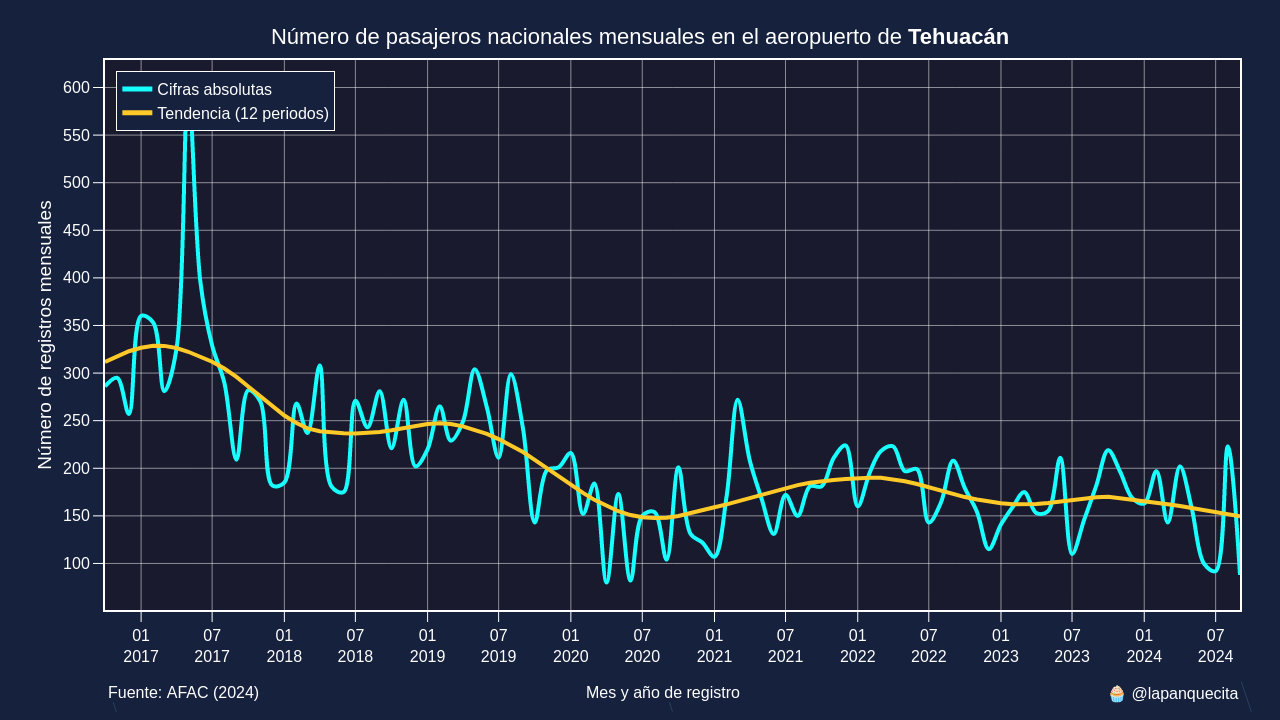 Número de pasajeros nacionales mensuales en el aeropuerto de Tehuacán
Cifras absolutas
Tendencia (12 periodos)
Número de registros mensuales
600
550
500
450
400
350
300
250
200
150
100
01 07 01 07 01 07 01 07 01 07 01 07 01 07 01 07
2017 2017 2018 2018 2019 2019 2020 2020 2021 2021 2022 2022 2023 2023 2024 2024
Fuente: AFAC (2024) Mes y año de registro 🧁 @lapanquecita